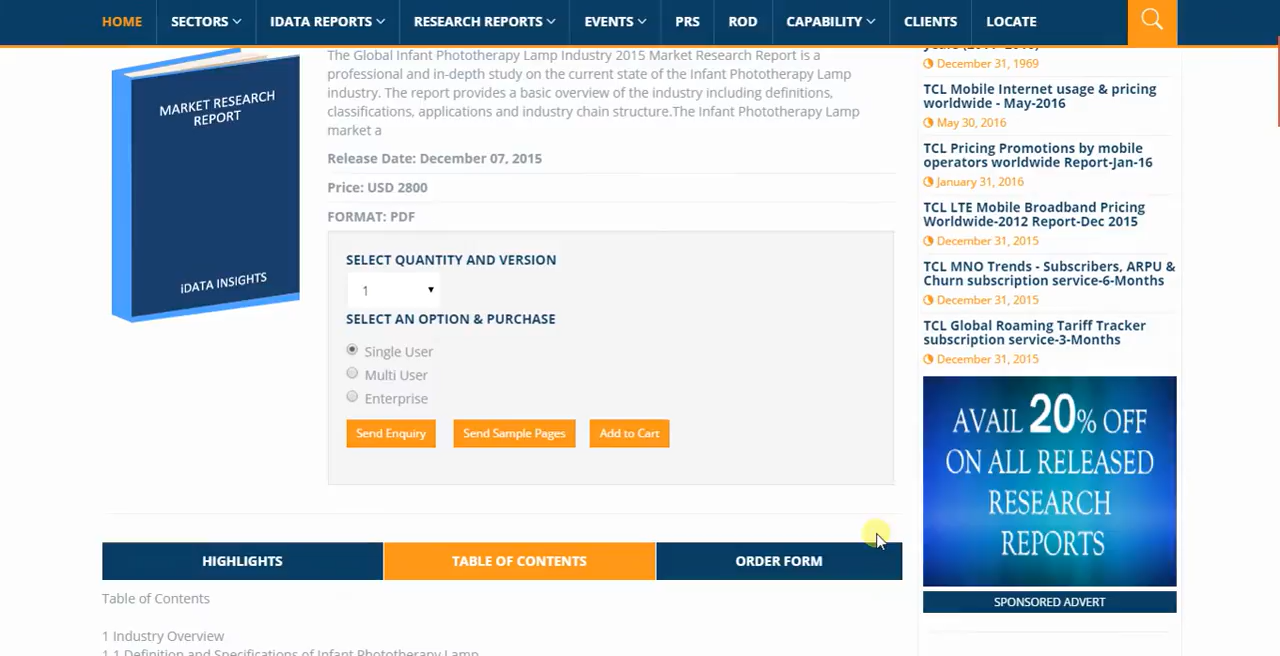 HOME SECTORS IDATA REPORTS RESEARCH REPORTS EVENTS PRS ROD CAPABILITY CLIENTS LOCATE
MARKET RESEARCH
REPORT
iDATA INSIGHTS
The Global Infant Phototherapy Lamp Industry 2015 Market Research Report is a
professional and in-depth study on the current state of the Infant Phototherapy Lamp
industry. The report provides a basic overview of the industry including definitions,
classifications, applications and industry chain structure.The Infant Phototherapy Lamp
market a
Release Date: December 07, 2015
Price: USD 2800
FORMAT: PDF
SELECT QUANTITY AND VERSION
1
SELECT AN OPTION & PURCHASE
Single User
Multi User
Enterprise
Send Enquiry Send Sample Pages Add to Cart
HIGHLIGHTS TABLE OF CONTENTS ORDER FORM
Table of Contents
1 Industry Overview
1.1 Definition and Specifications of Infant Phototherapy Lamp
December 31, 1969
TCL Mobile Internet usage & pricing
worldwide - May-2016
May 30, 2016
TCL Pricing Promotions by mobile
operators worldwide Report-Jan-16
January 31, 2016
TCL LTE Mobile Broadband Pricing
Worldwide-2012 Report-Dec 2015
December 31, 2015
TCL MNO Trends - Subscribers, ARPU &
Churn subscription service-6-Months
December 31, 2015
TCL Global Roaming Tariff Tracker
subscription service-3-Months
December 31, 2015
AVAIL 20% OFF
ON ALL RELEASED
RESEARCH
REPORTS
SPONSORED ADVERT